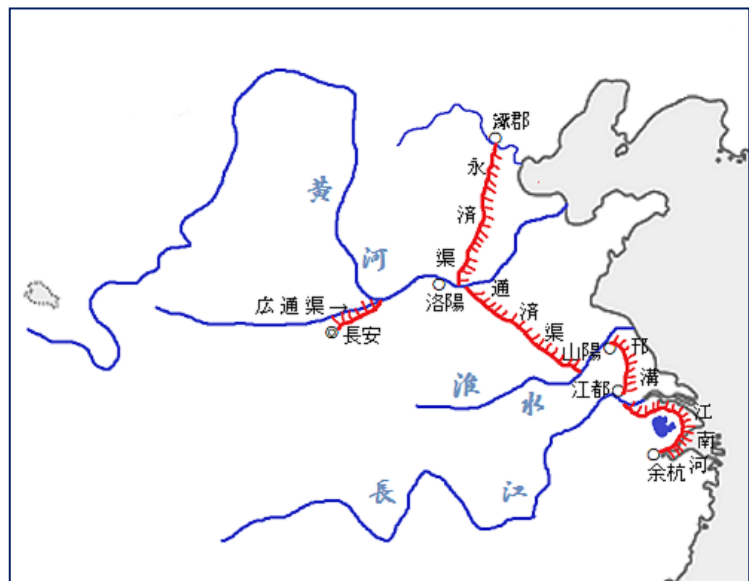 涿郡
永済渠
黄河
広通渠→
長安
洛陽
通済渠
山陽
邗溝
淮水
江都
江南河
余杭
長江